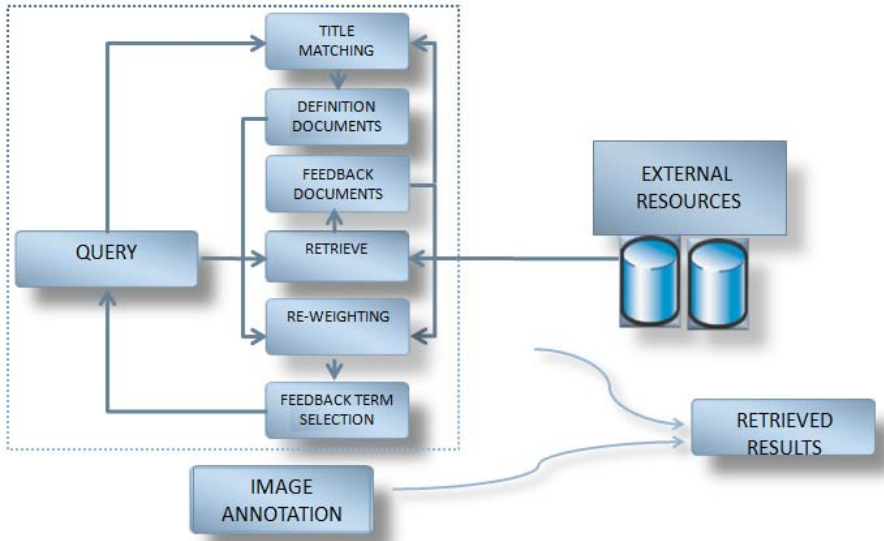 TITLE
MATCHING
DEFINITION
DOCUMENTS
FEEDBACK
DOCUMENTS
EXTERNAL
RESOURCES
QUERY
RETRIEVE
RE-WEIGHTING
FEEDBACK TERM
SELECTION
RETRIEVED
RESULTS
IMAGE
ANNOTATION